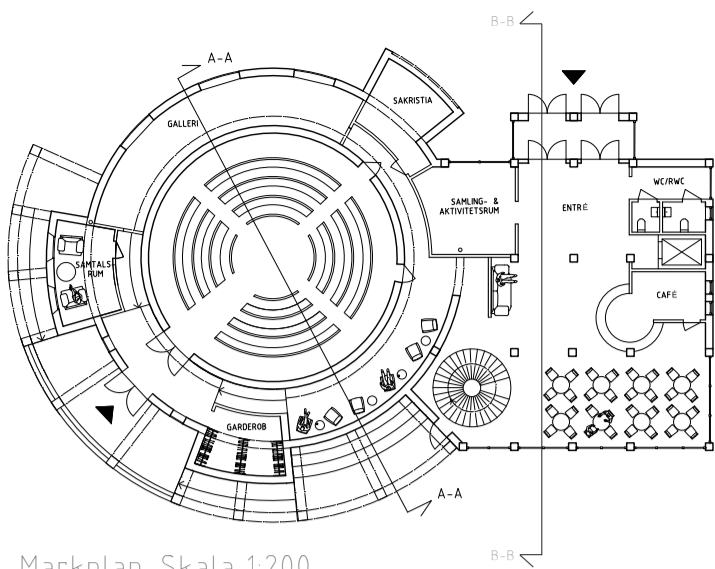 B-B
A-A
SAKRISTIA
GALLERI
WC/RWC
SAMLING- &
AKTIVITETSRUM
ENTRÉ
SAMTALS-
RUM
CAFÉ
GARDEROB
A-A
B-B
Markplan Skala 1:200